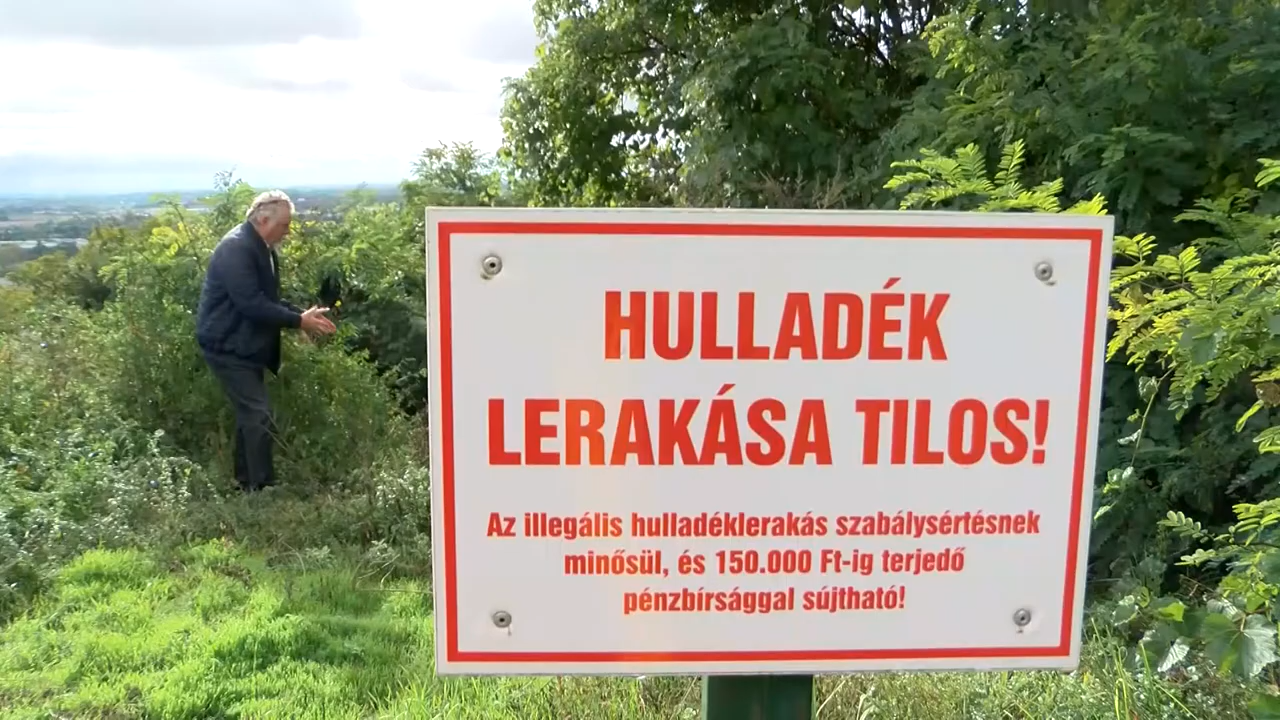 HULLADÉK
LERAKÁSA TILOS!
Az illegális hulladéklerakás szabálysértésnek
minősül, és 150.000 Ft-ig terjedő
pénzbírsággal sújtható!